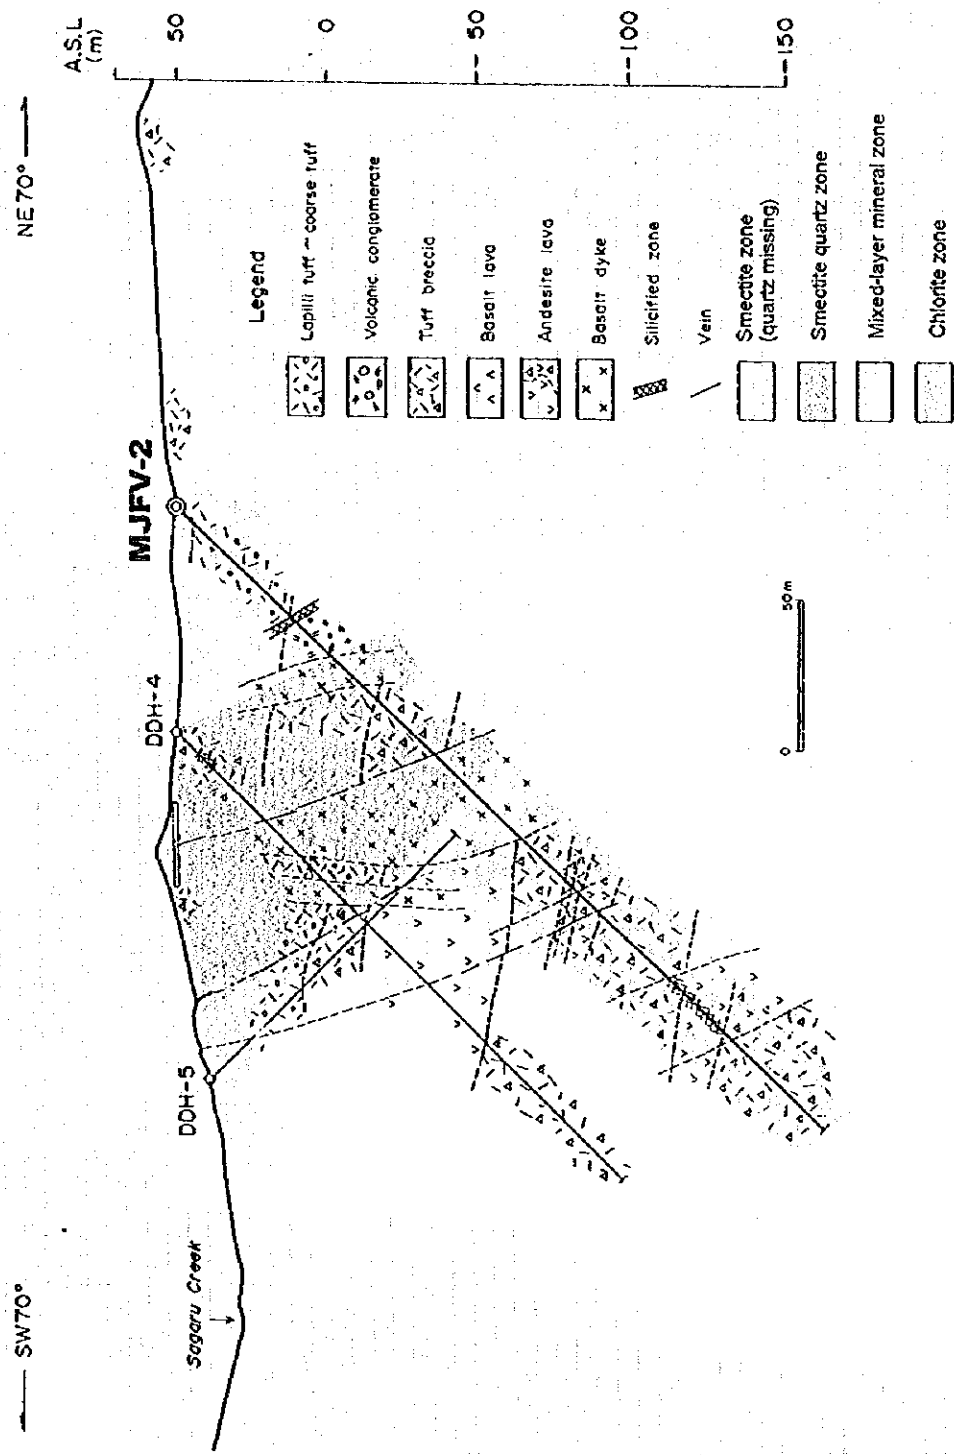 SW70°
NE70°
A.S.L
(m)
50
0
-50
-100
-150
MJFV-2
DDH-4
DDH-5
Sagaru Creek
Legend
Lapilli tuff ~ coarse tuff
Volcanic conglomerate
Tuff breccia
Basalt lava
Andesite lava
Basalt dyke
Silicified zone
Vein
Smectite zone
(quartz missing)
Smectite quartz zone
Mixed-layer mineral zone
Chlorite zone
0
50m